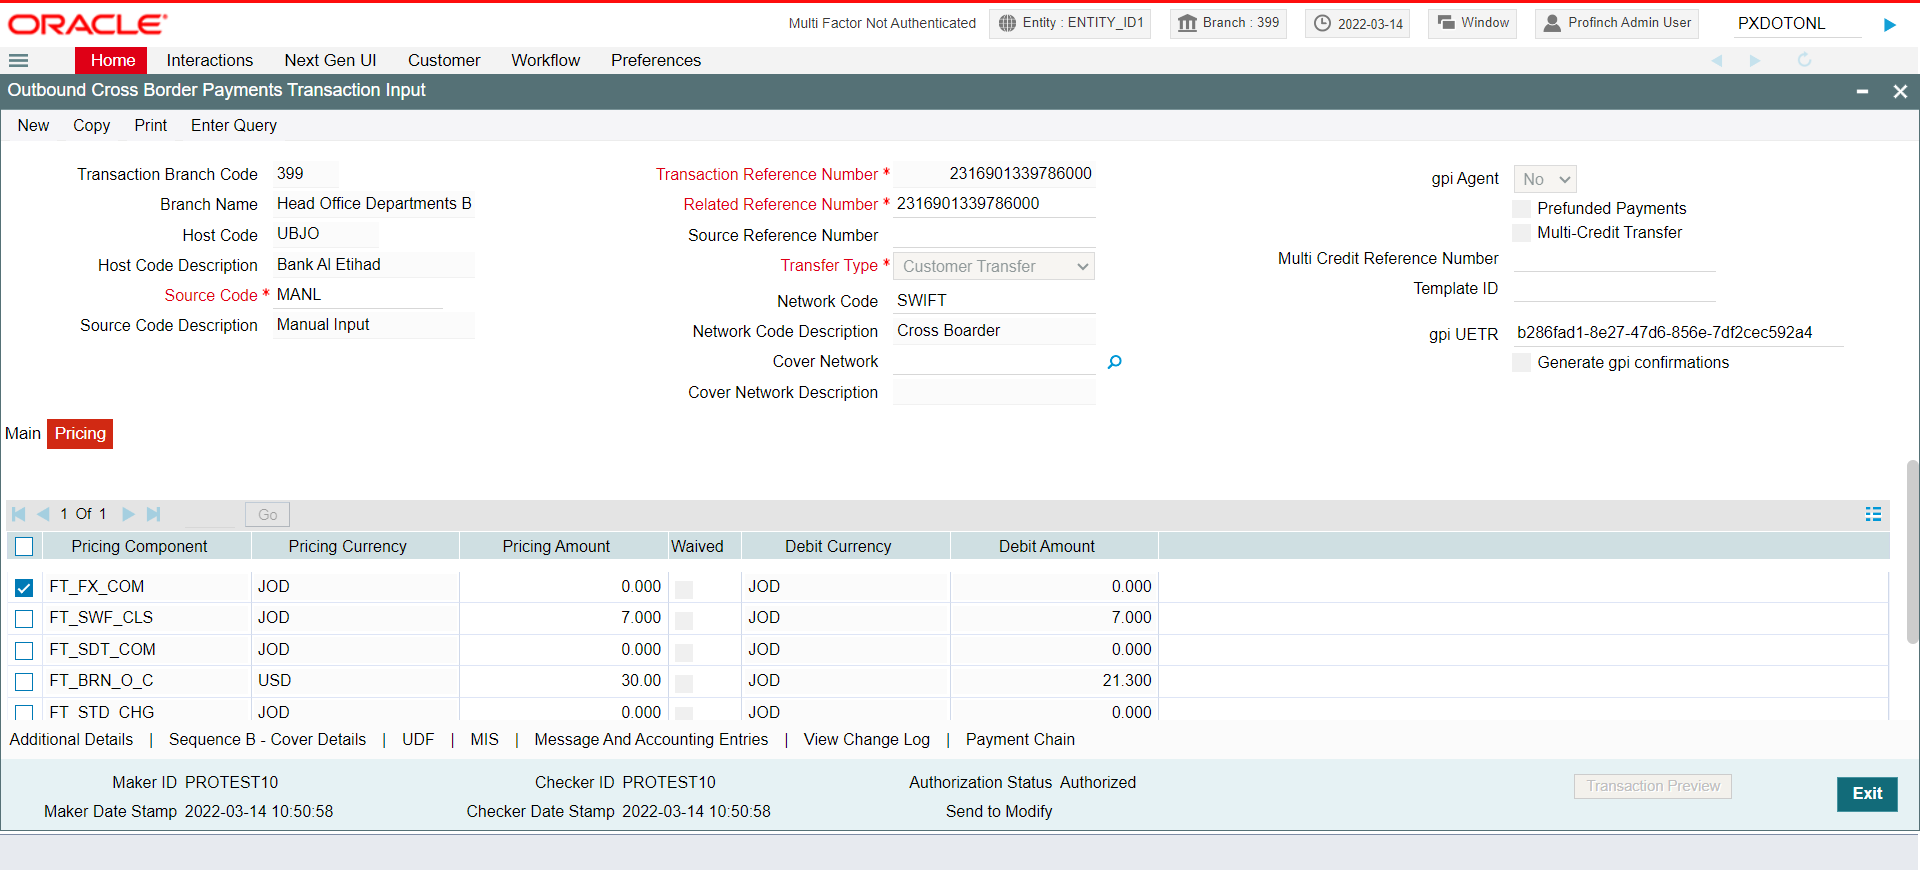 ORACLE
Multi Factor Not Authenticated Entity : ENTITY_ID1 Branch : 399 2022-03-14 Window Profinch Admin User PXDOTONL
Home Interactions Next Gen UI Customer Workflow Preferences
Outbound Cross Border Payments Transaction Input
New Copy Print Enter Query
Transaction Branch Code 399
Branch Name Head Office Departments B
Host Code UBJO
Host Code Description Bank Al Etihad
Source Code * MANL
Source Code Description Manual Input
Transaction Reference Number * 2316901339786000
Related Reference Number * 2316901339786000
Source Reference Number
Transfer Type * Customer Transfer
Network Code SWIFT
Network Code Description Cross Boarder
Cover Network
Cover Network Description
gpi Agent No
Prefunded Payments
Multi-Credit Transfer
Multi Credit Reference Number
Template ID
gpi UETR b286fad1-8e27-47d6-856e-7df2cec592a4
Generate gpi confirmations
Main Pricing
1 Of 1 Go
Pricing Component Pricing Currency Pricing Amount Waived Debit Currency Debit Amount
FT_FX_COM JOD 0.000 JOD 0.000
FT_SWF_CLS JOD 7.000 JOD 7.000
FT_SDT_COM JOD 0.000 JOD 0.000
FT_BRN_O_C USD 30.00 JOD 21.300
FT_STD_CHG JOD 0.000 JOD 0.000
Additional Details | Sequence B - Cover Details | UDF | MIS | Message And Accounting Entries | View Change Log | Payment Chain
Maker ID PROTEST10 Checker ID PROTEST10 Authorization Status Authorized Transaction Preview
Maker Date Stamp 2022-03-14 10:50:58 Checker Date Stamp 2022-03-14 10:50:58 Send to Modify Exit